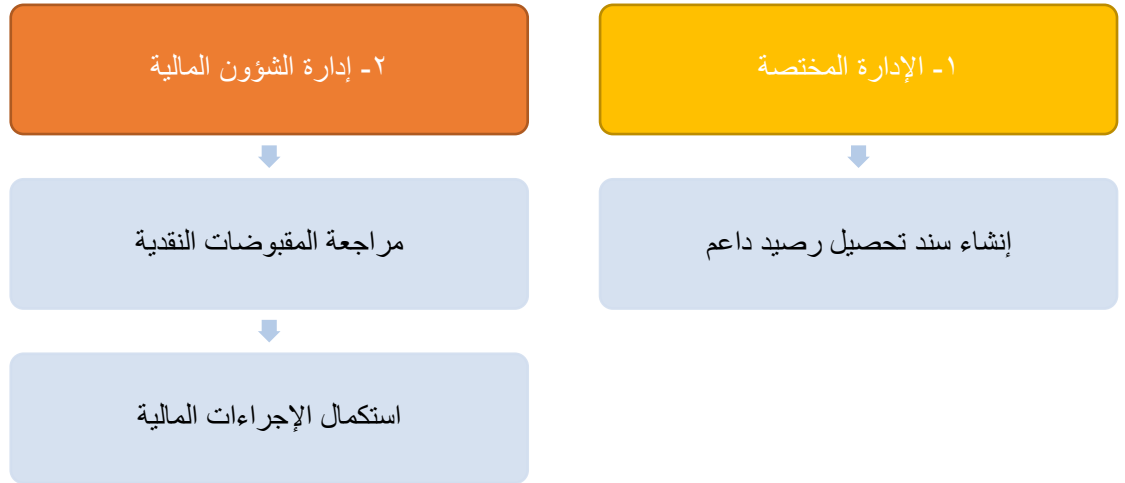 ١- الإدارة المختصة
إنشاء سند تحصيل رصيد داعم
٢- إدارة الشؤون المالية
مراجعة المقبوضات النقدية
استكمال الإجراءات المالية